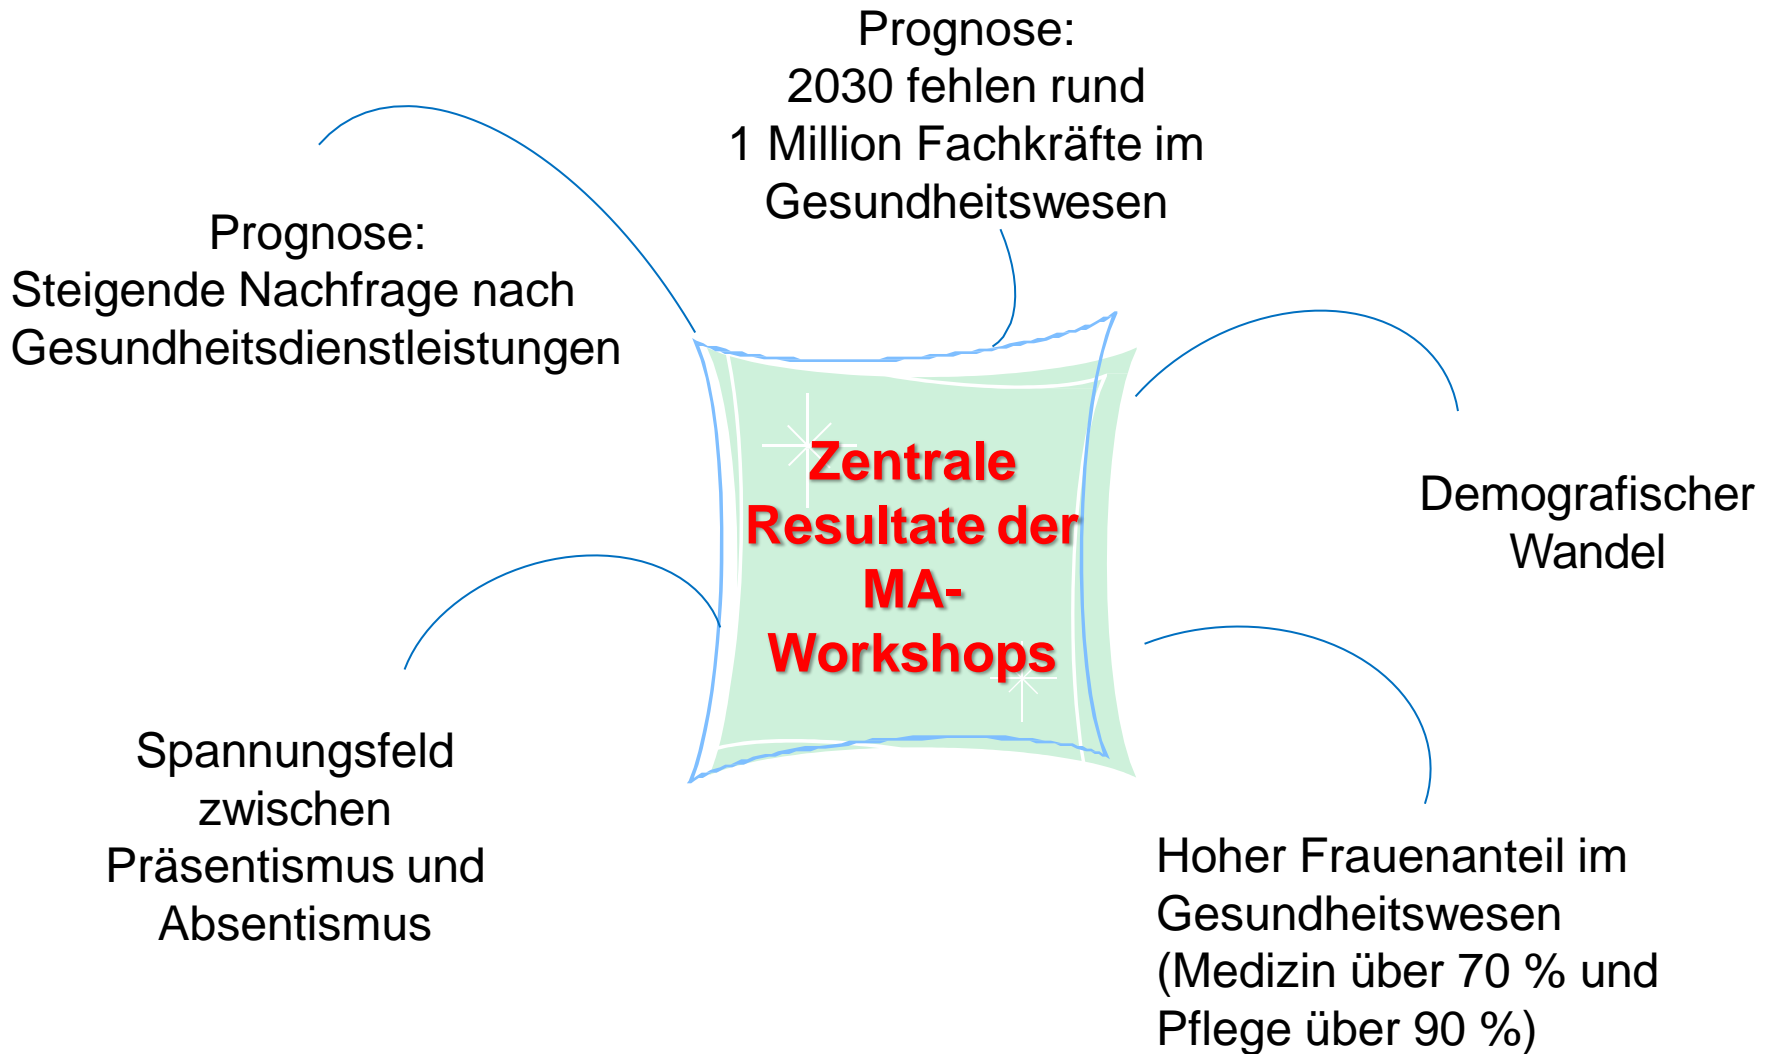 Prognose:
2030 fehlen rund
1 Million Fachkräfte im
Gesundheitswesen
Prognose:
Steigende Nachfrage nach
Gesundheitsdienstleistungen
Zentrale
Resultate der
MA-
Workshops
Demografischer
Wandel
Spannungsfeld
zwischen
Präsentismus und
Absentismus
Hoher Frauenanteil im
Gesundheitswesen
(Medizin über 70 % und
Pflege über 90 %)